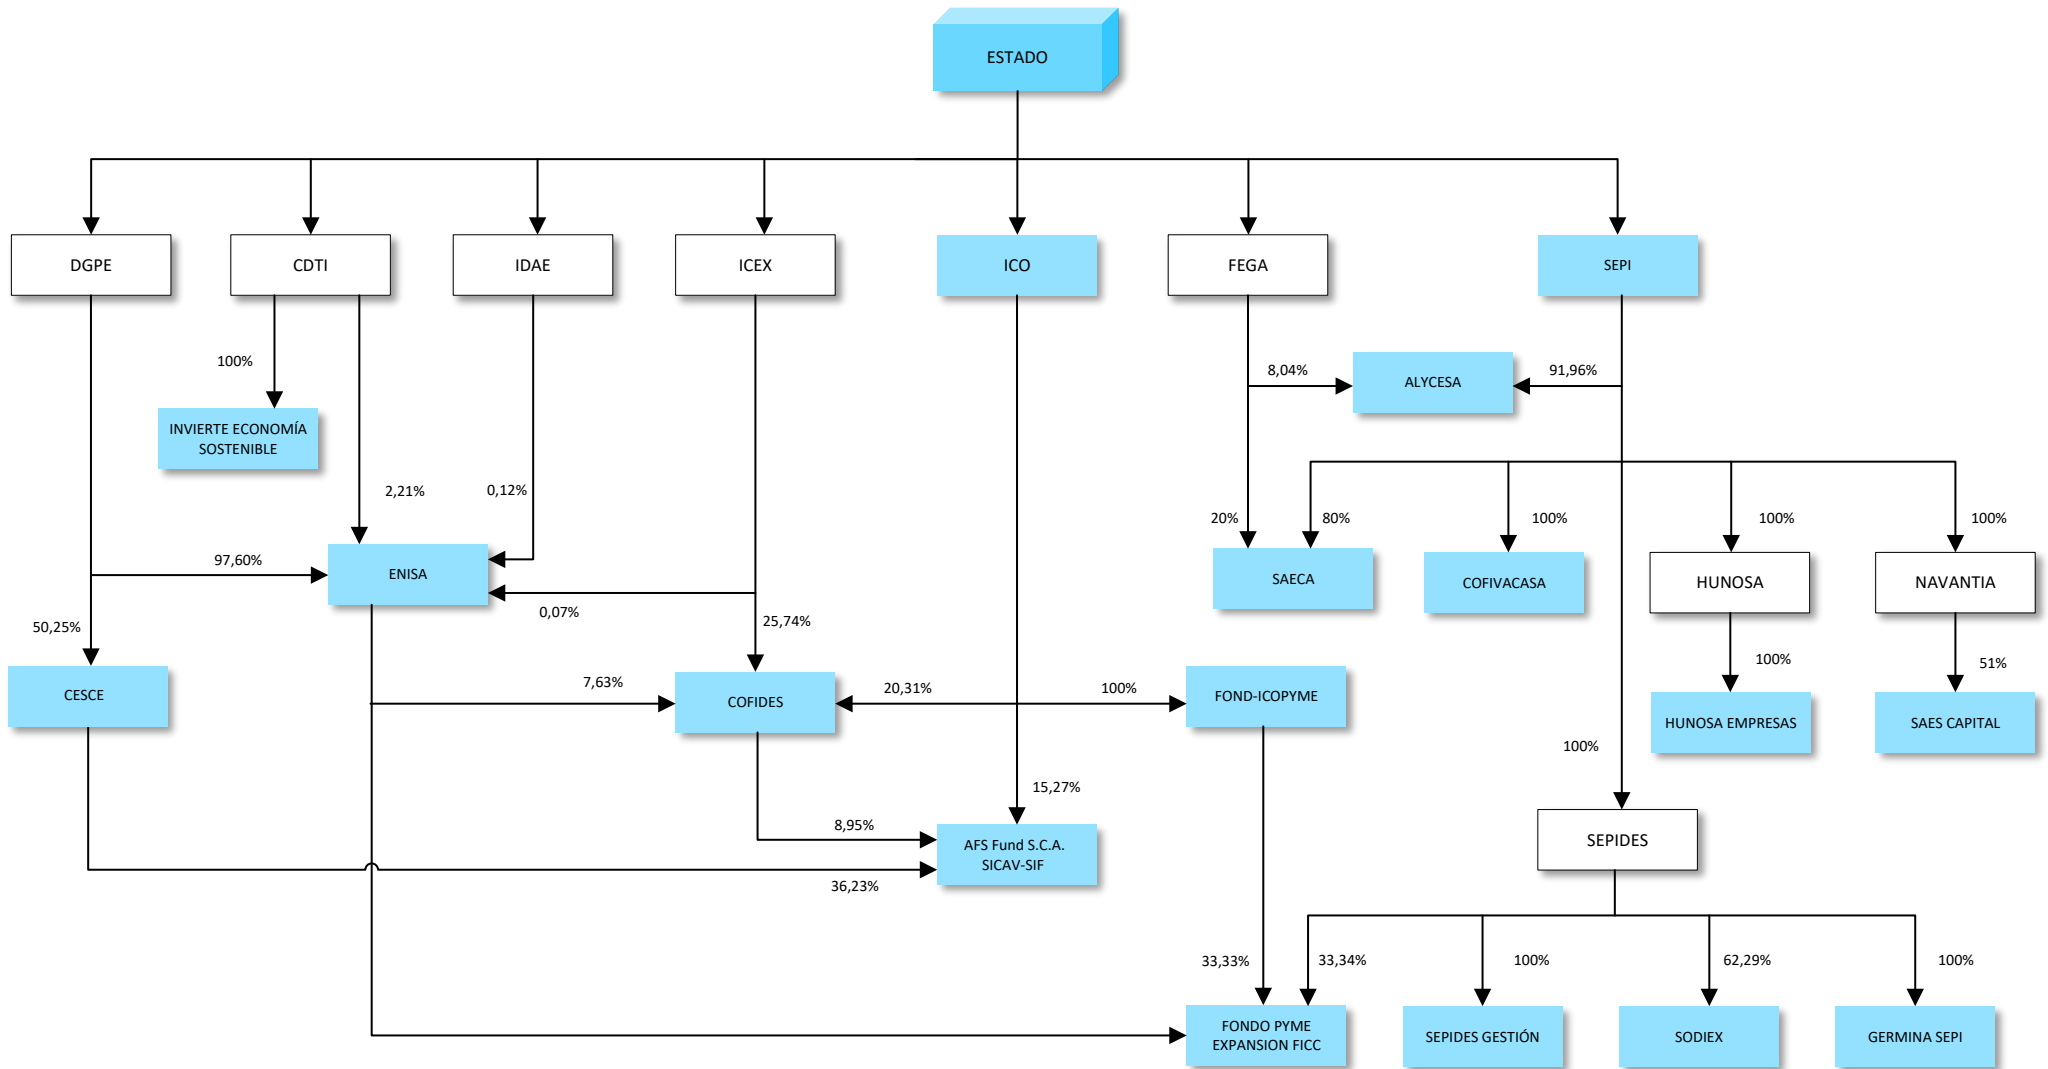 ESTADO
DGPE
CDTI
IDAE
ICEX
ICO
FEGA
SEPI
100%
8,04%
ALYCESA
91,96%
INVIERTE ECONOMÍA
SOSTENIBLE
2,21%
0,12%
20%
80%
100%
100%
100%
97,60%
ENISA
SAECA
COFIVACASA
HUNOSA
NAVANTIA
0,07%
25,74%
50,25%
100%
51%
CESCE
7,63%
COFIDES
20,31%
100%
FOND-ICOPYME
HUNOSA EMPRESAS
SAES CAPITAL
100%
15,27%
8,95%
AFS Fund S.C.A.
SICAV-SIF
SEPIDES
36,23%
33,33%
33,34%
100%
62,29%
100%
FONDO PYME
EXPANSION FICC
SEPIDES GESTIÓN
SODIEX
GERMINA SEPI